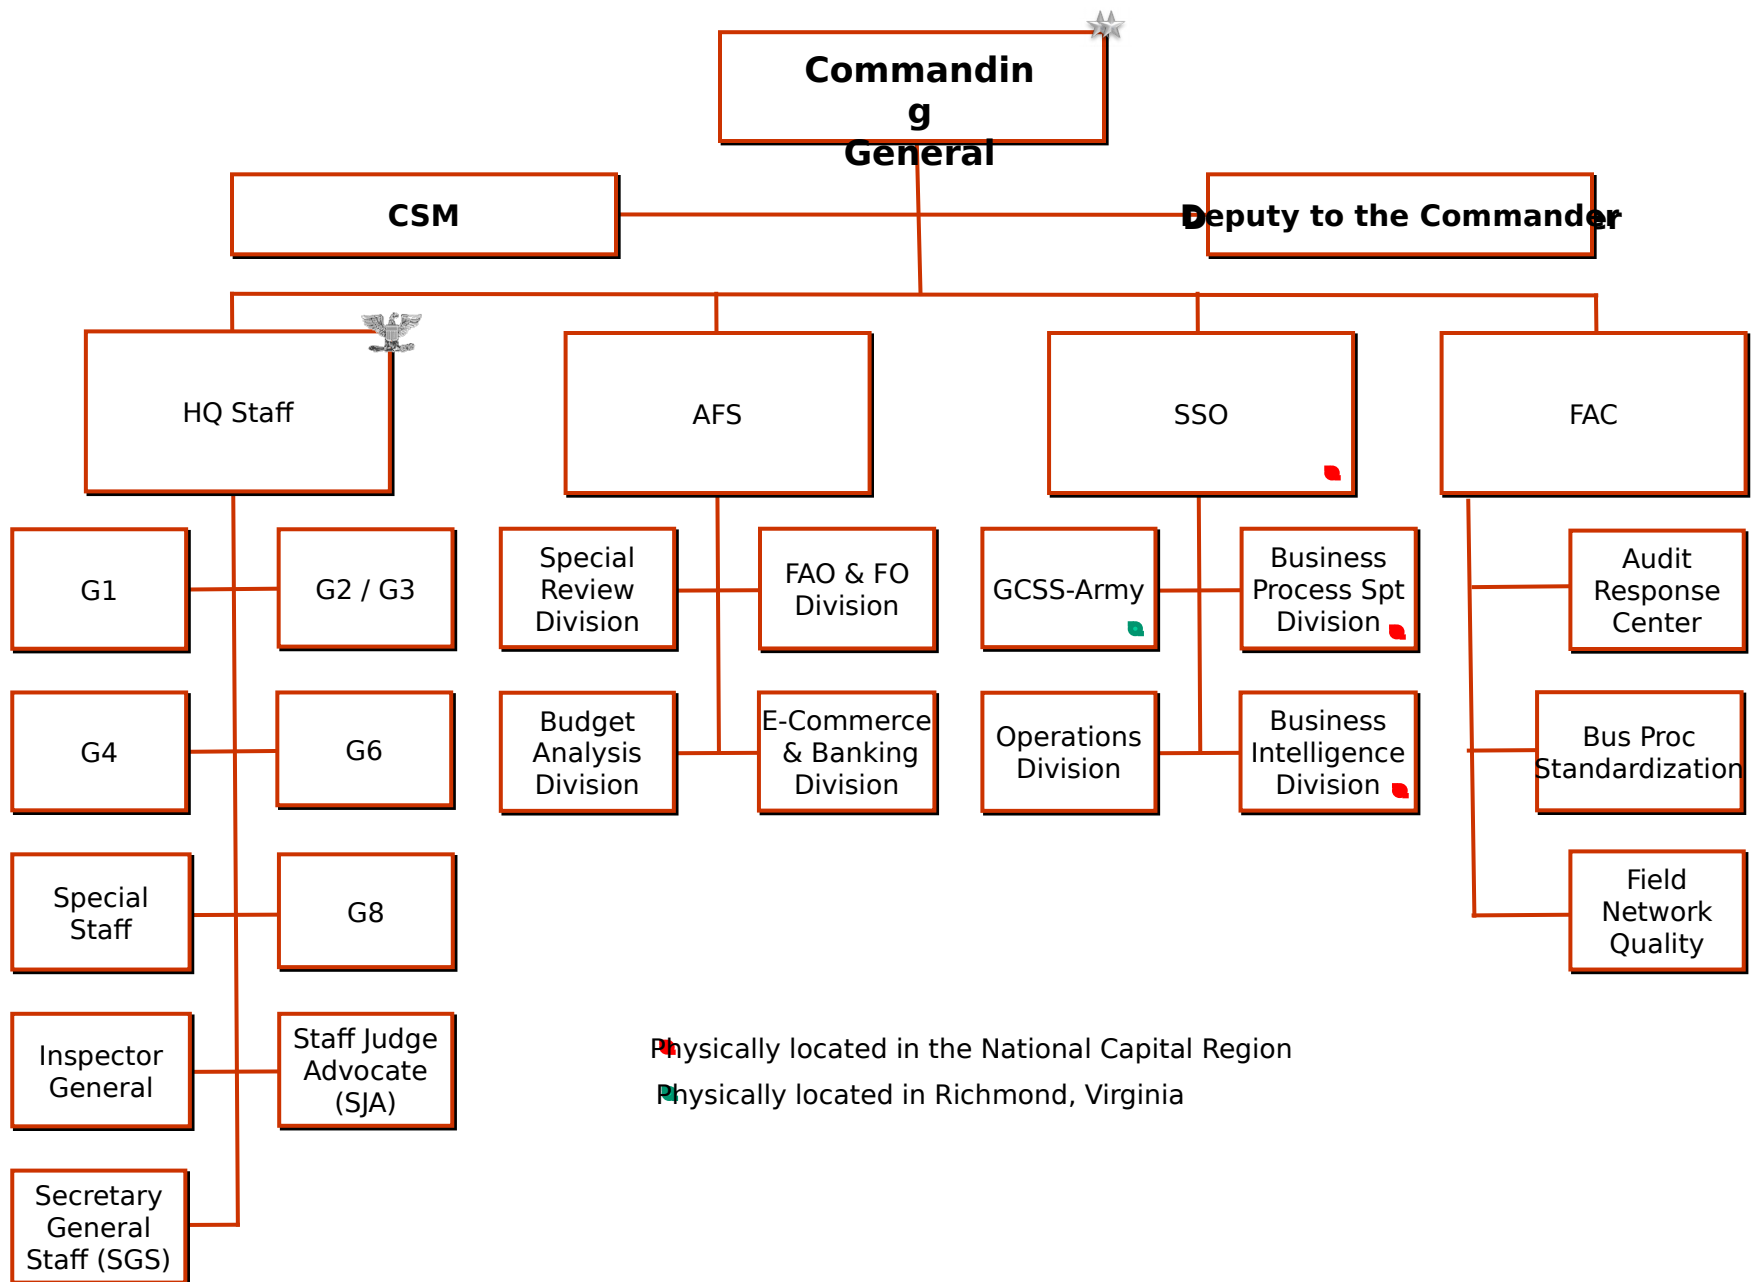 Commandin
g
General
CSM
Deputy to the Commander
HQ Staff
AFS
SSO
FAC
G1
G2 / G3
Special
Review
Division
FAO & FO
Division
GCSS-Army
Business
Process Spt
Division
Audit
Response
Center
G4
G6
Budget
Analysis
Division
E-Commerce
& Banking
Division
Operations
Division
Business
Intelligence
Division
Bus Proc
Standardization
Special
Staff
G8
Field
Network
Quality
Inspector
General
Staff Judge
Advocate
(SJA)
Physically located in the National Capital Region
Physically located in Richmond, Virginia
Secretary
General
Staff (SGS)